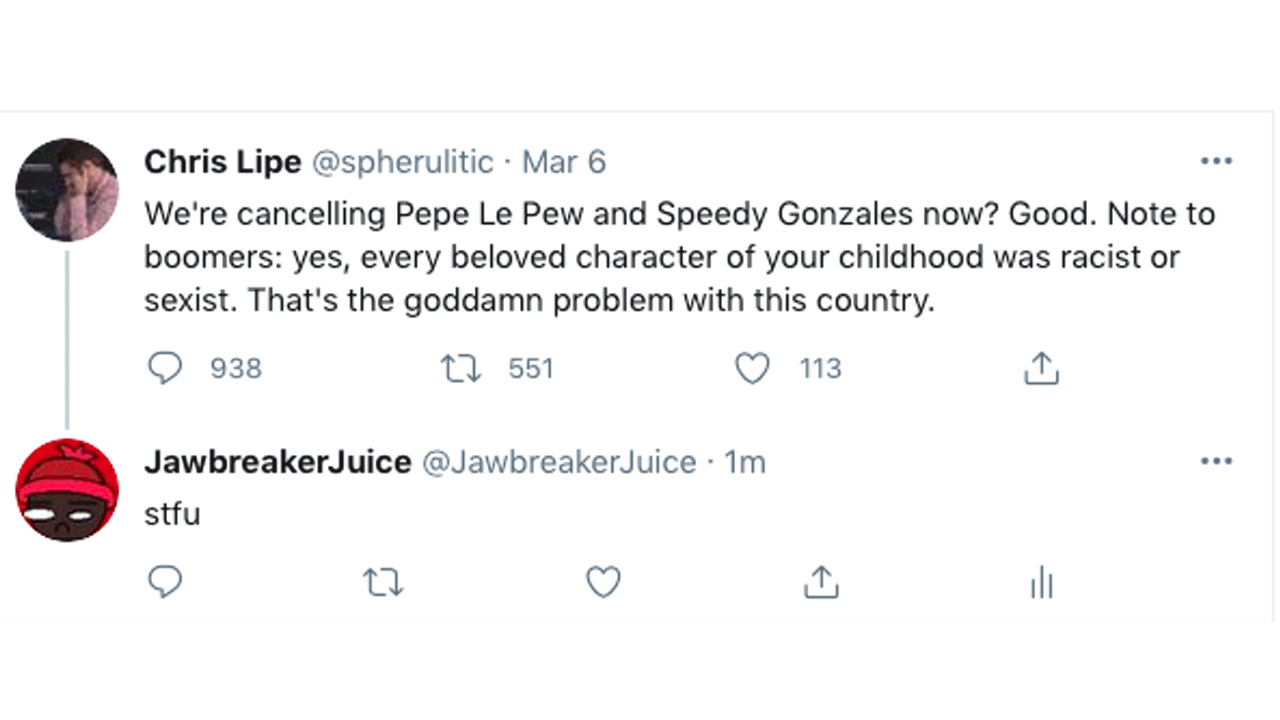 Chris Lipe @spherulitic · Mar 6
We're cancelling Pepe Le Pew and Speedy Gonzales now? Good. Note to
boomers: yes, every beloved character of your childhood was racist or
sexist. That's the goddamn problem with this country.
938 551 113
JawbreakerJuice @JawbreakerJuice · 1m
stfu